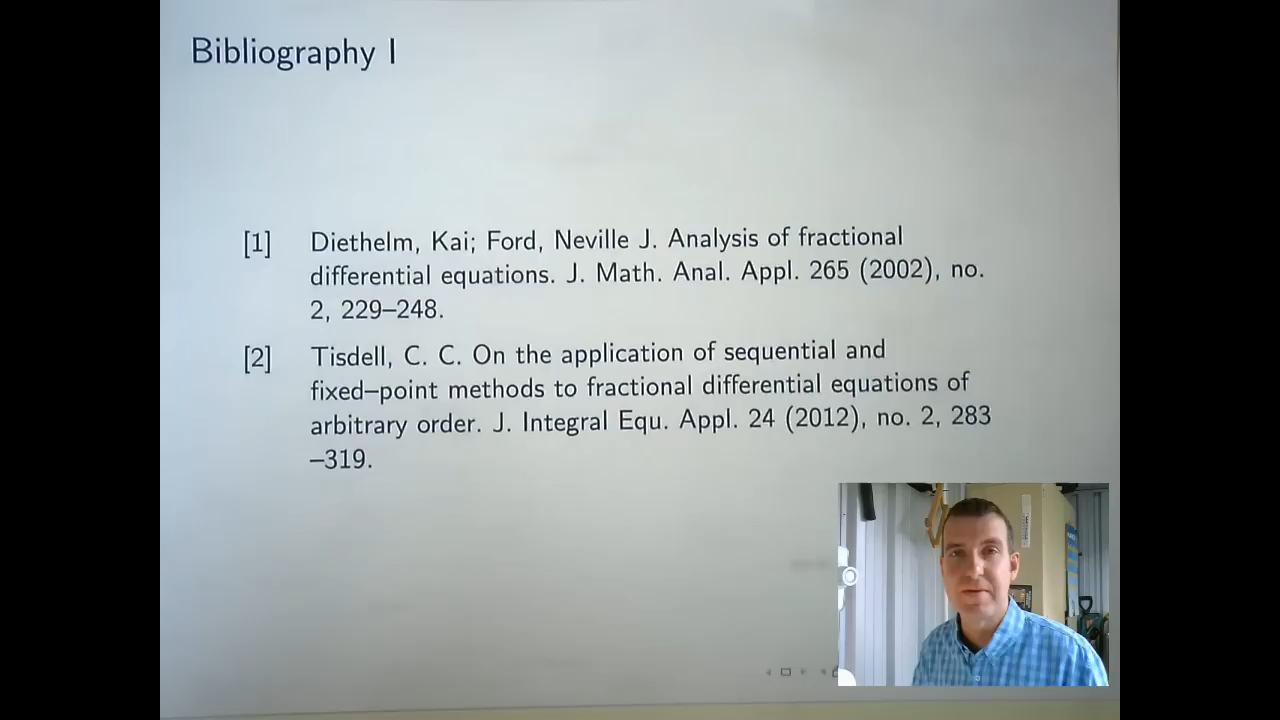 Bibliography I
[1] Diethelm, Kai; Ford, Neville J. Analysis of fractional
differential equations. J. Math. Anal. Appl. 265 (2002), no.
2, 229–248.
[2] Tisdell, C. C. On the application of sequential and
fixed–point methods to fractional differential equations of
arbitrary order. J. Integral Equ. Appl. 24 (2012), no. 2, 283
–319.